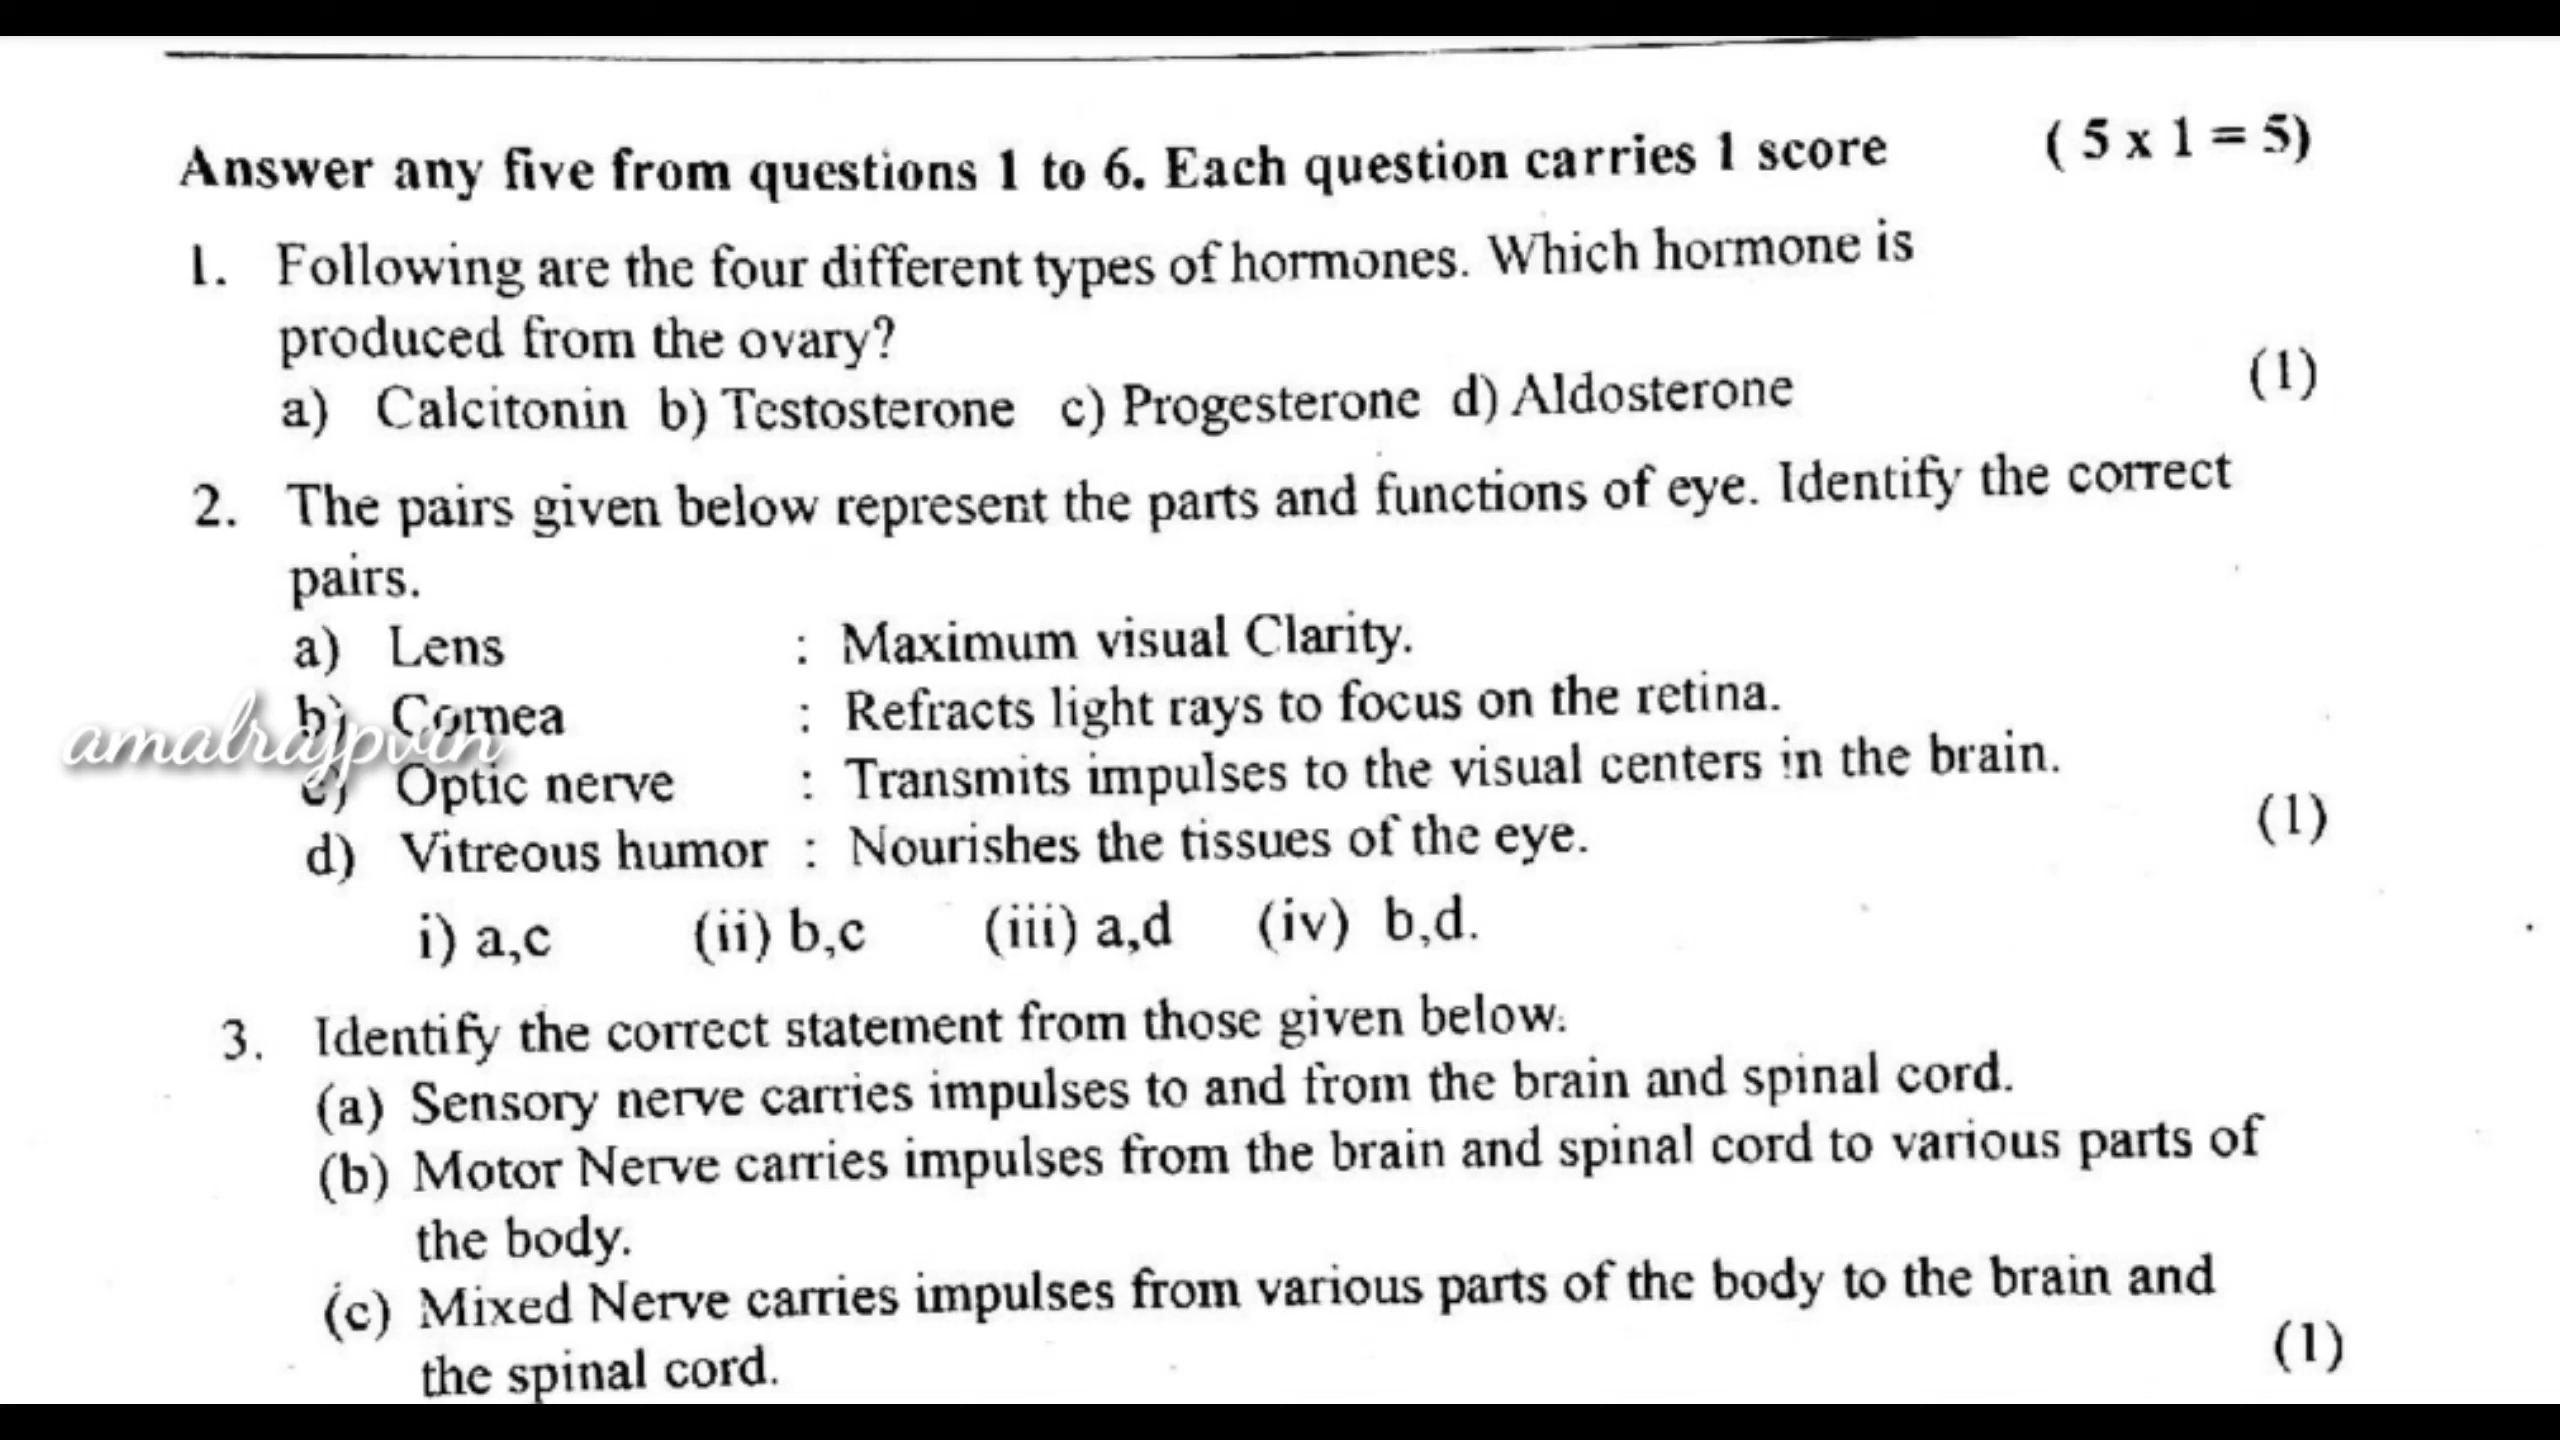 Answer any five from questions 1 to 6. Each question carries 1 score ( 5 x 1 = 5)
1. Following are the four different types of hormones. Which hormone is
produced from the ovary?
a) Calcitonin b) Testosterone c) Progesterone d) Aldosterone (1)
2. The pairs given below represent the parts and functions of eye. Identify the correct
pairs.
a) Lens : Maximum visual Clarity.
b) Cornea : Refracts light rays to focus on the retina.
amalrajpvin
c) Optic nerve : Transmits impulses to the visual centers in the brain.
d) Vitreous humor : Nourishes the tissues of the eye. (1)
i) a,c (ii) b,c (iii) a,d (iv) b,d.
3. Identify the correct statement from those given below.
(a) Sensory nerve carries impulses to and from the brain and spinal cord.
(b) Motor Nerve carries impulses from the brain and spinal cord to various parts of
the body.
(c) Mixed Nerve carries impulses from various parts of the body to the brain and
the spinal cord. (1)